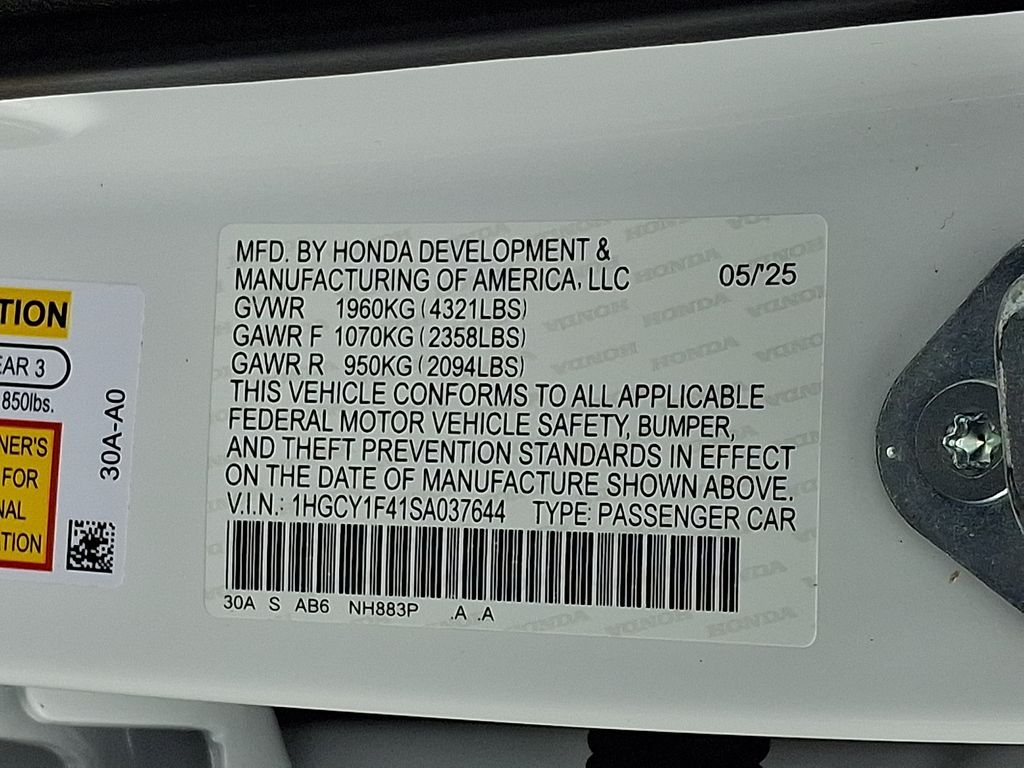 MFD. BY HONDA DEVELOPMENT &
MANUFACTURING OF AMERICA, LLC 05/'25
GVWR 1960KG (4321LBS)
GAWR F 1070KG (2358LBS)
GAWR R 950KG (2094LBS)
THIS VEHICLE CONFORMS TO ALL APPLICABLE
FEDERAL MOTOR VEHICLE SAFETY, BUMPER,
AND THEFT PREVENTION STANDARDS IN EFFECT
ON THE DATE OF MANUFACTURE SHOWN ABOVE.
V.I.N.: 1HGCY1F41SA037644 TYPE: PASSENGER CAR
30A S AB6 NH883P .A .A
TION
EAR 3
850lbs.
NER'S
FOR
NAL
TION
30A-A0
HONDA